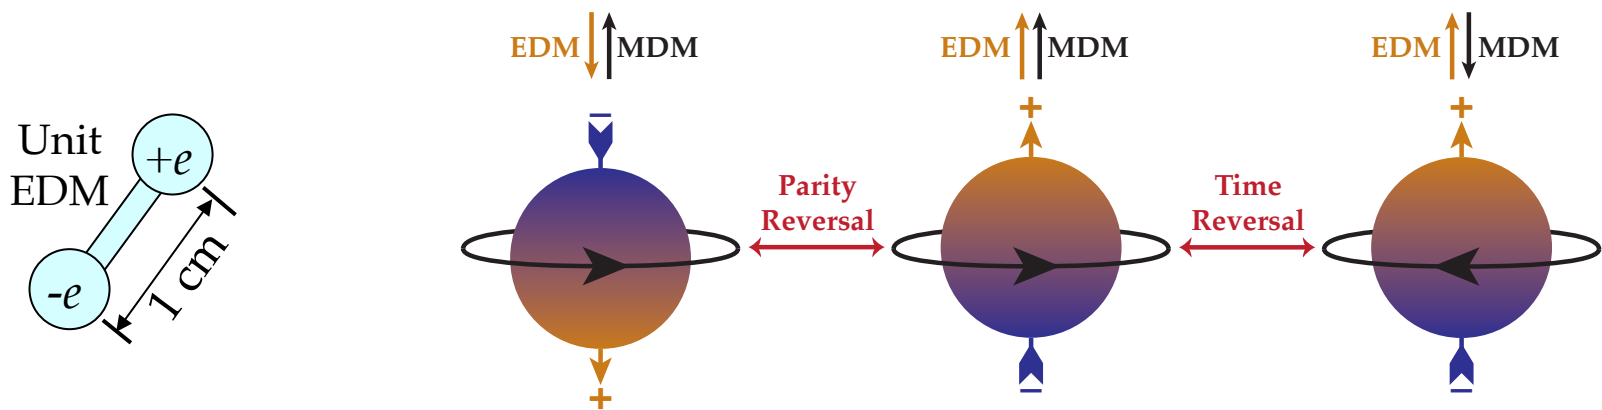 Unit
EDM
+e
-e
1 cm
EDM MDM
−
+
Parity
Reversal
EDM MDM
+
−
Time
Reversal
EDM MDM
+
−